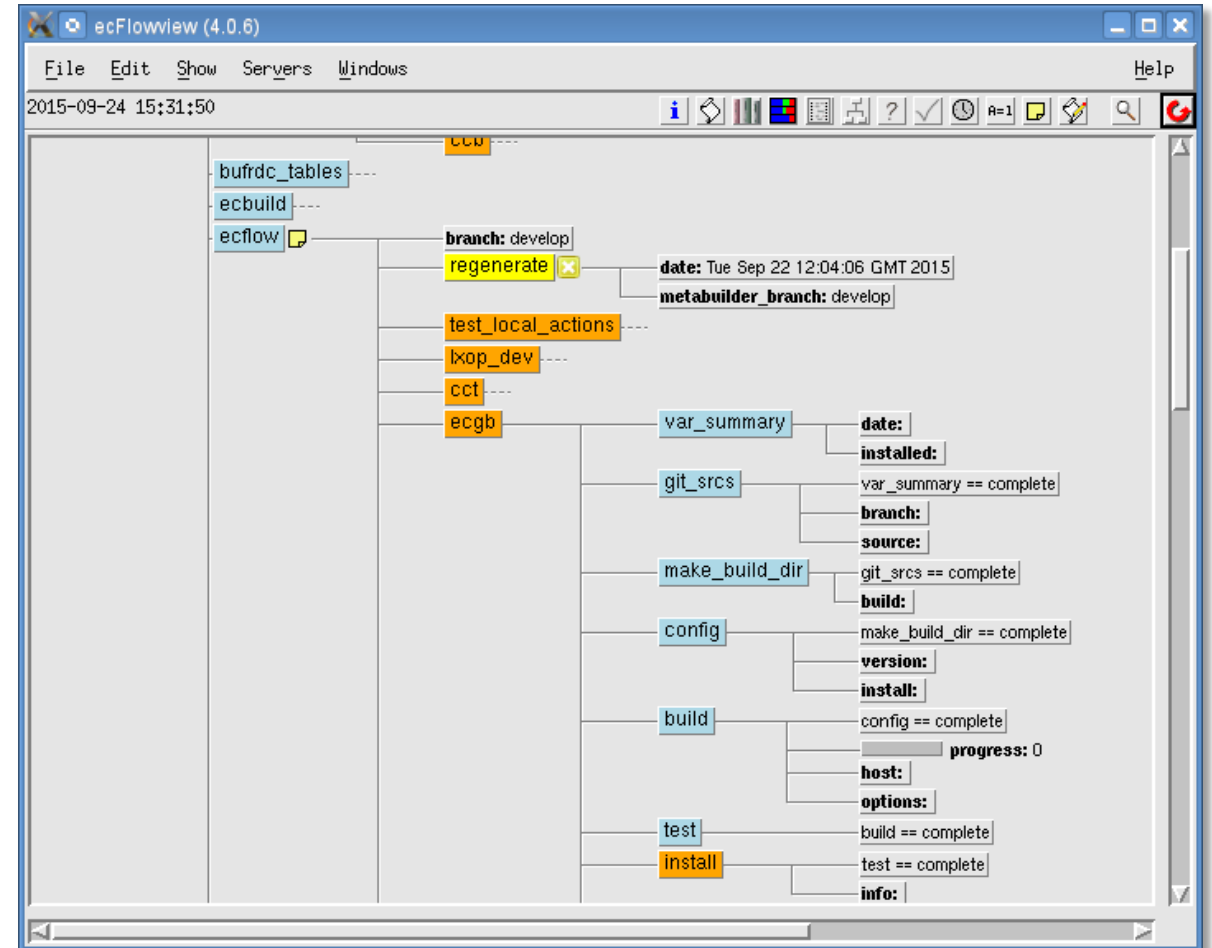 ecFlowview (4.0.6)
File Edit Show Servers Windows Help
2015-09-24 15:31:50
i ? A=1
ccb
bufrdc_tables
ecbuild
ecflow branch: develop
regenerate date: Tue Sep 22 12:04:06 GMT 2015
metabuilder_branch: develop
test_local_actions
lxop_dev
cct
ecgb var_summary date:
installed:
git_srcs var_summary == complete
branch:
source:
make_build_dir git_srcs == complete
build:
config make_build_dir == complete
version:
install:
build config == complete
progress: 0
host:
options:
test build == complete
install test == complete
info: